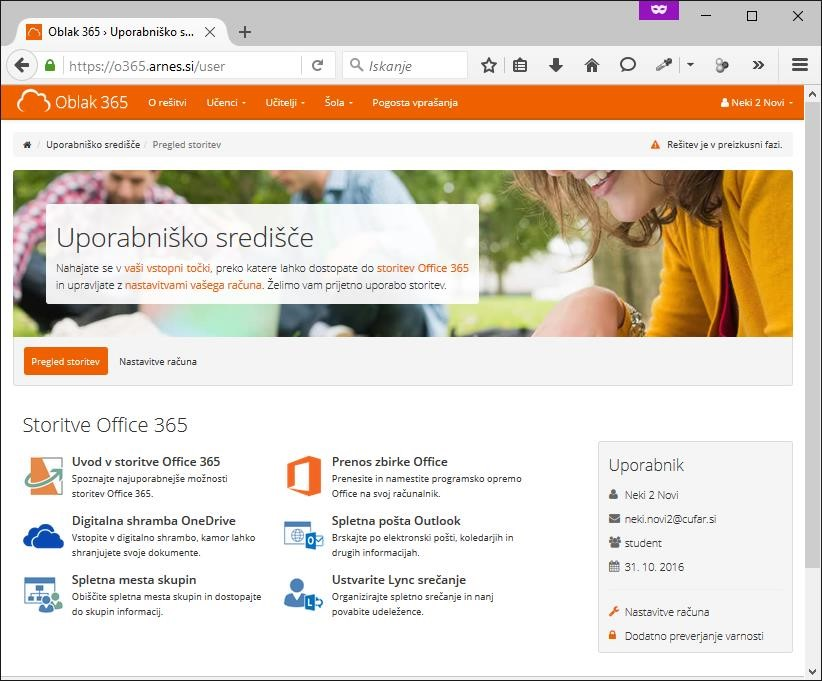 Oblak 365 › Uporabniško s...
https://o365.arnes.si/user
Iskanje
Oblak 365
O rešitvi
Učenci
Učitelji
Šola
Pogosta vprašanja
Neki 2 Novi
/ Uporabniško središče / Pregled storitev
Rešitev je v preizkusni fazi.
Uporabniško središče
Nahajate se v vaši vstopni točki, preko katere lahko dostopate do storitev Office 365
in upravljate z nastavitvami vašega računa. Želimo vam prijetno uporabo storitev.
Pregled storitev
Nastavitve računa
Storitve Office 365
Uvod v storitve Office 365
Spoznajte najuporabnejše možnosti
storitev Office 365.
Prenos zbirke Office
Prenesite in namestite programsko opremo
Office na svoj računalnik.
Digitalna shramba OneDrive
Vstopite v digitalno shrambo, kamor lahko
shranjujete svoje dokumente.
Spletna pošta Outlook
Brskajte po elektronski pošti, koledarjih in
drugih informacijah.
Spletna mesta skupin
Obiščite spletna mesta skupin in dostopajte
do skupin informacij.
Ustvarite Lync srečanje
Organizirajte spletno srečanje in nanj
povabite udeležence.
Uporabnik
Neki 2 Novi
neki.novi2@cufar.si
student
31. 10. 2016
Nastavitve računa
Dodatno preverjanje varnosti